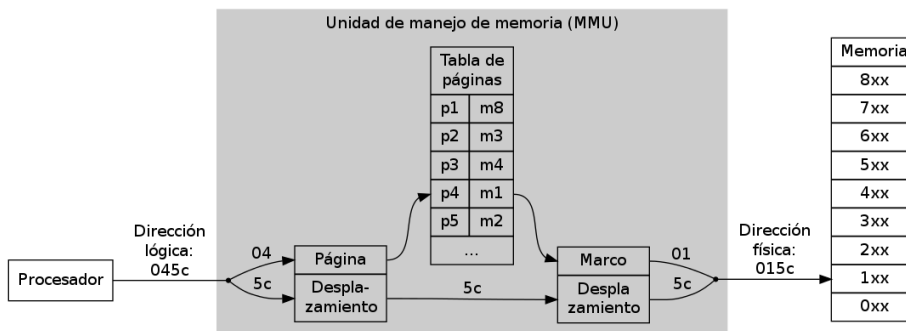 Unidad de manejo de memoria (MMU)
Tabla de
páginas
p1 m8
p2 m3
p3 m4
p4 m1
p5 m2
...
Procesador
Dirección
lógica:
045c
04
5c
Página
Despla-
zamiento
5c
Marco
Despla
zamiento
01
5c
Dirección
física:
015c
Memoria
8xx
7xx
6xx
5xx
4xx
3xx
2xx
1xx
0xx